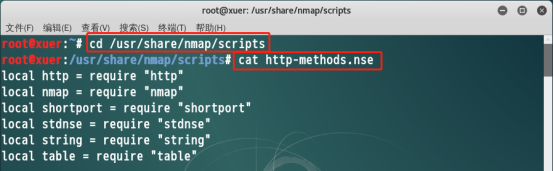 root@xuer: /usr/share/nmap/scripts
文件(F) 编辑(E) 查看(V) 搜索(S) 终端(T) 帮助(H)
root@xuer:~# cd /usr/share/nmap/scripts
root@xuer:/usr/share/nmap/scripts# cat http-methods.nse
local http = require "http"
local nmap = require "nmap"
local shortport = require "shortport"
local stdnse = require "stdnse"
local string = require "string"
local table = require "table"